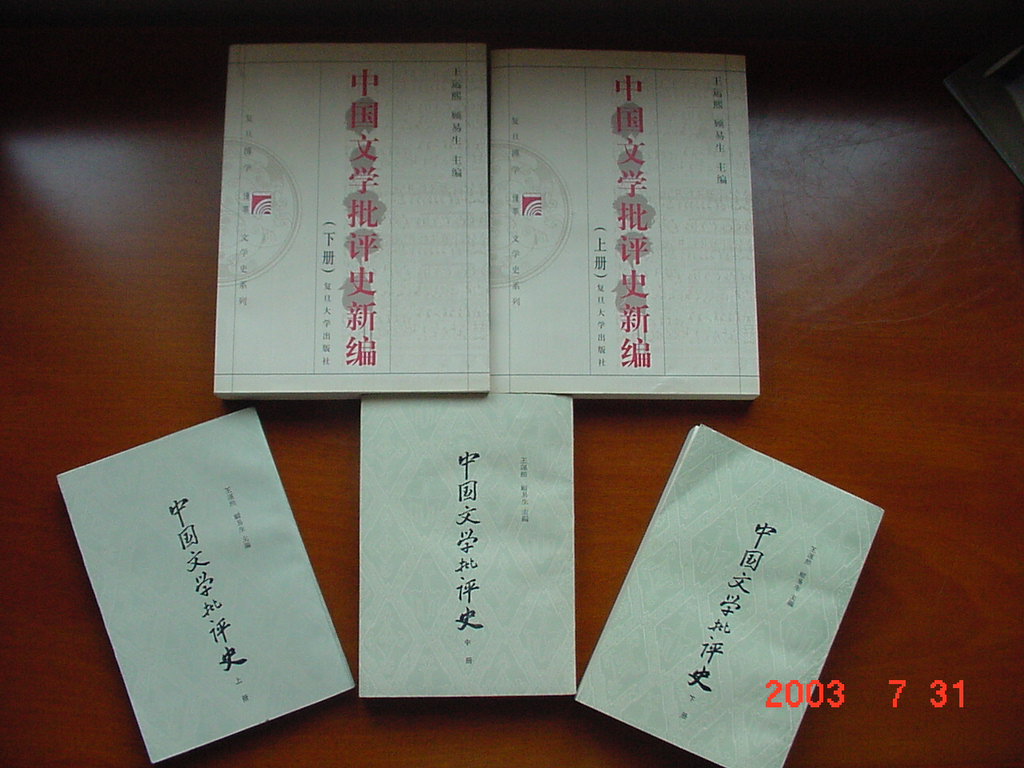 王运熙 顾易生 主编
中国文学批评史新编
(下册)
复旦大学出版社
复旦博学
文学史系列
王运熙 顾易生 主编
中国文学批评史新编
(上册)
复旦大学出版社
复旦博学
文学史系列
王运熙 顾易生 主编
中国文学批评史
上册
王运熙 顾易生 主编
中国文学批评史
中册
王运熙 顾易生 主编
中国文学批评史
下册
2003 7 31